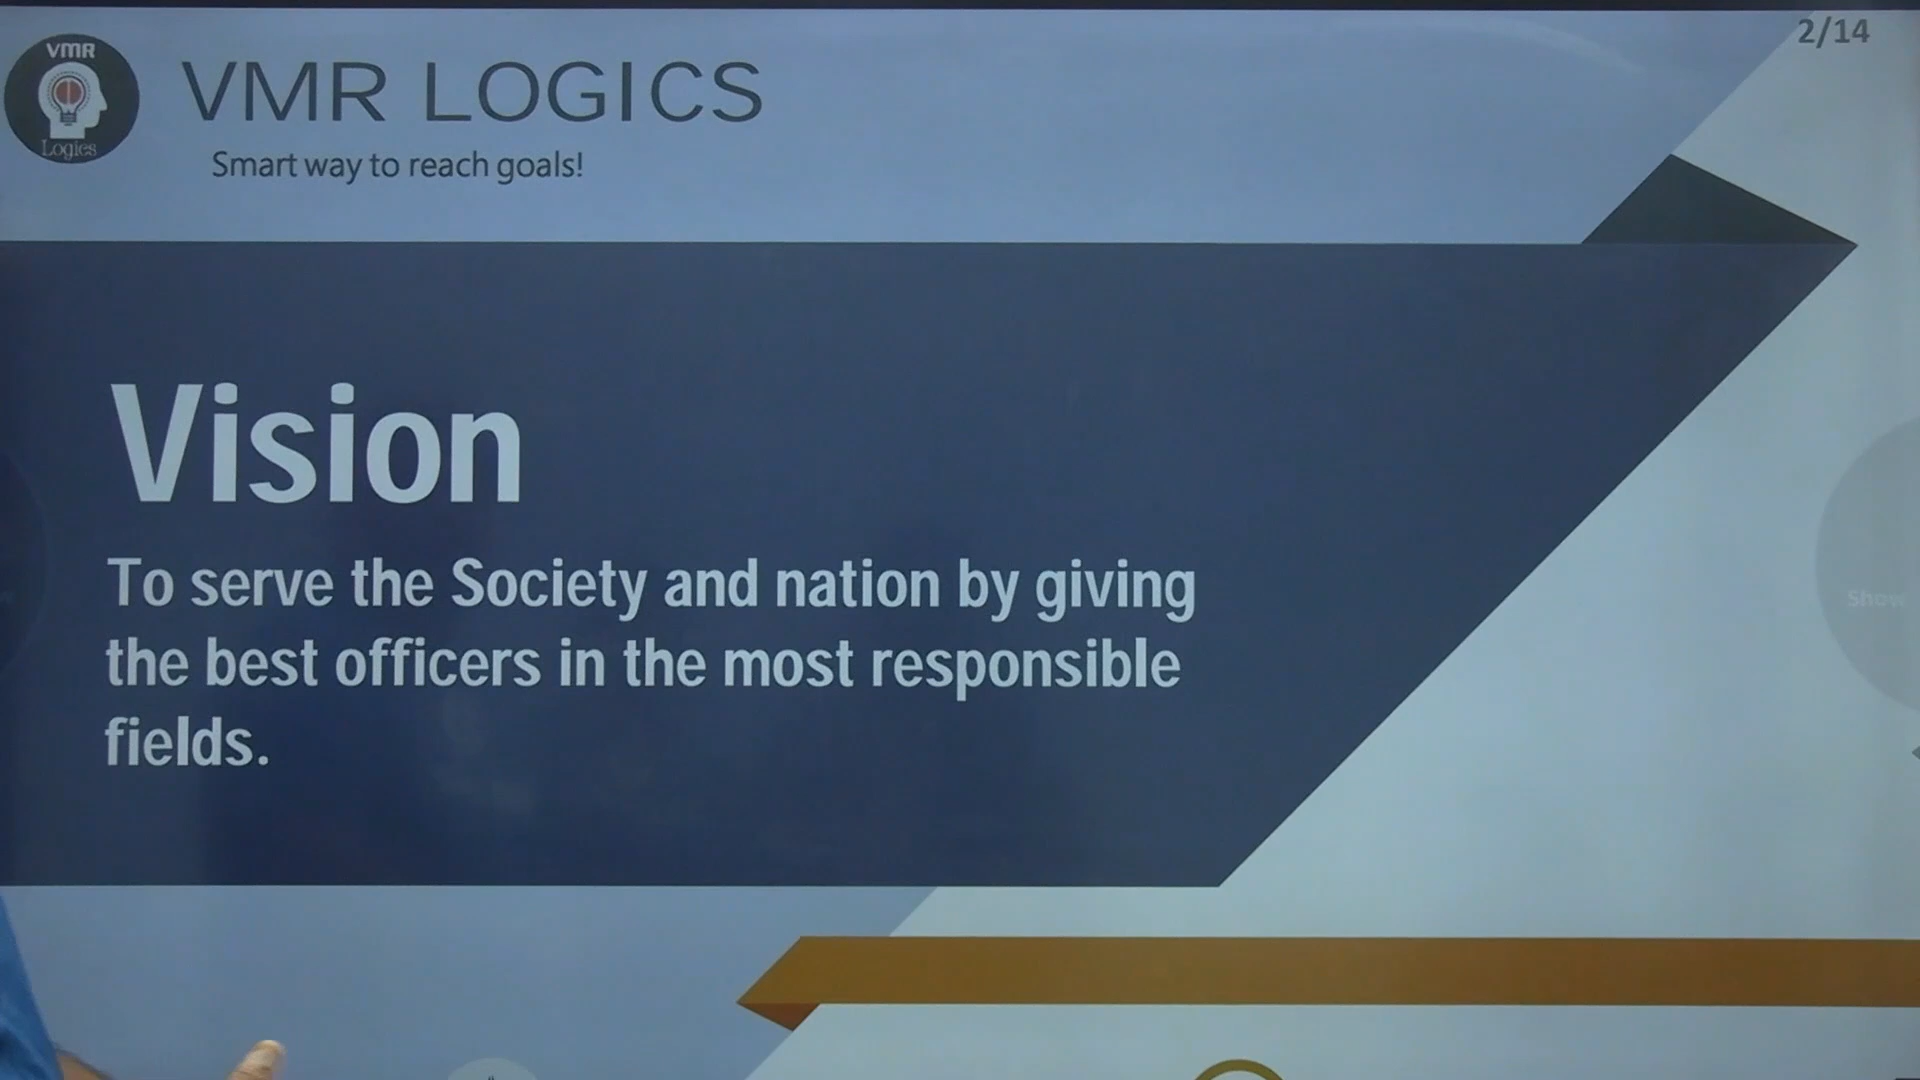 2/14
VMR
Logics
VMR LOGICS
Smart way to reach goals!
Vision
To serve the Society and nation by giving
the best officers in the most responsible
fields.
Show